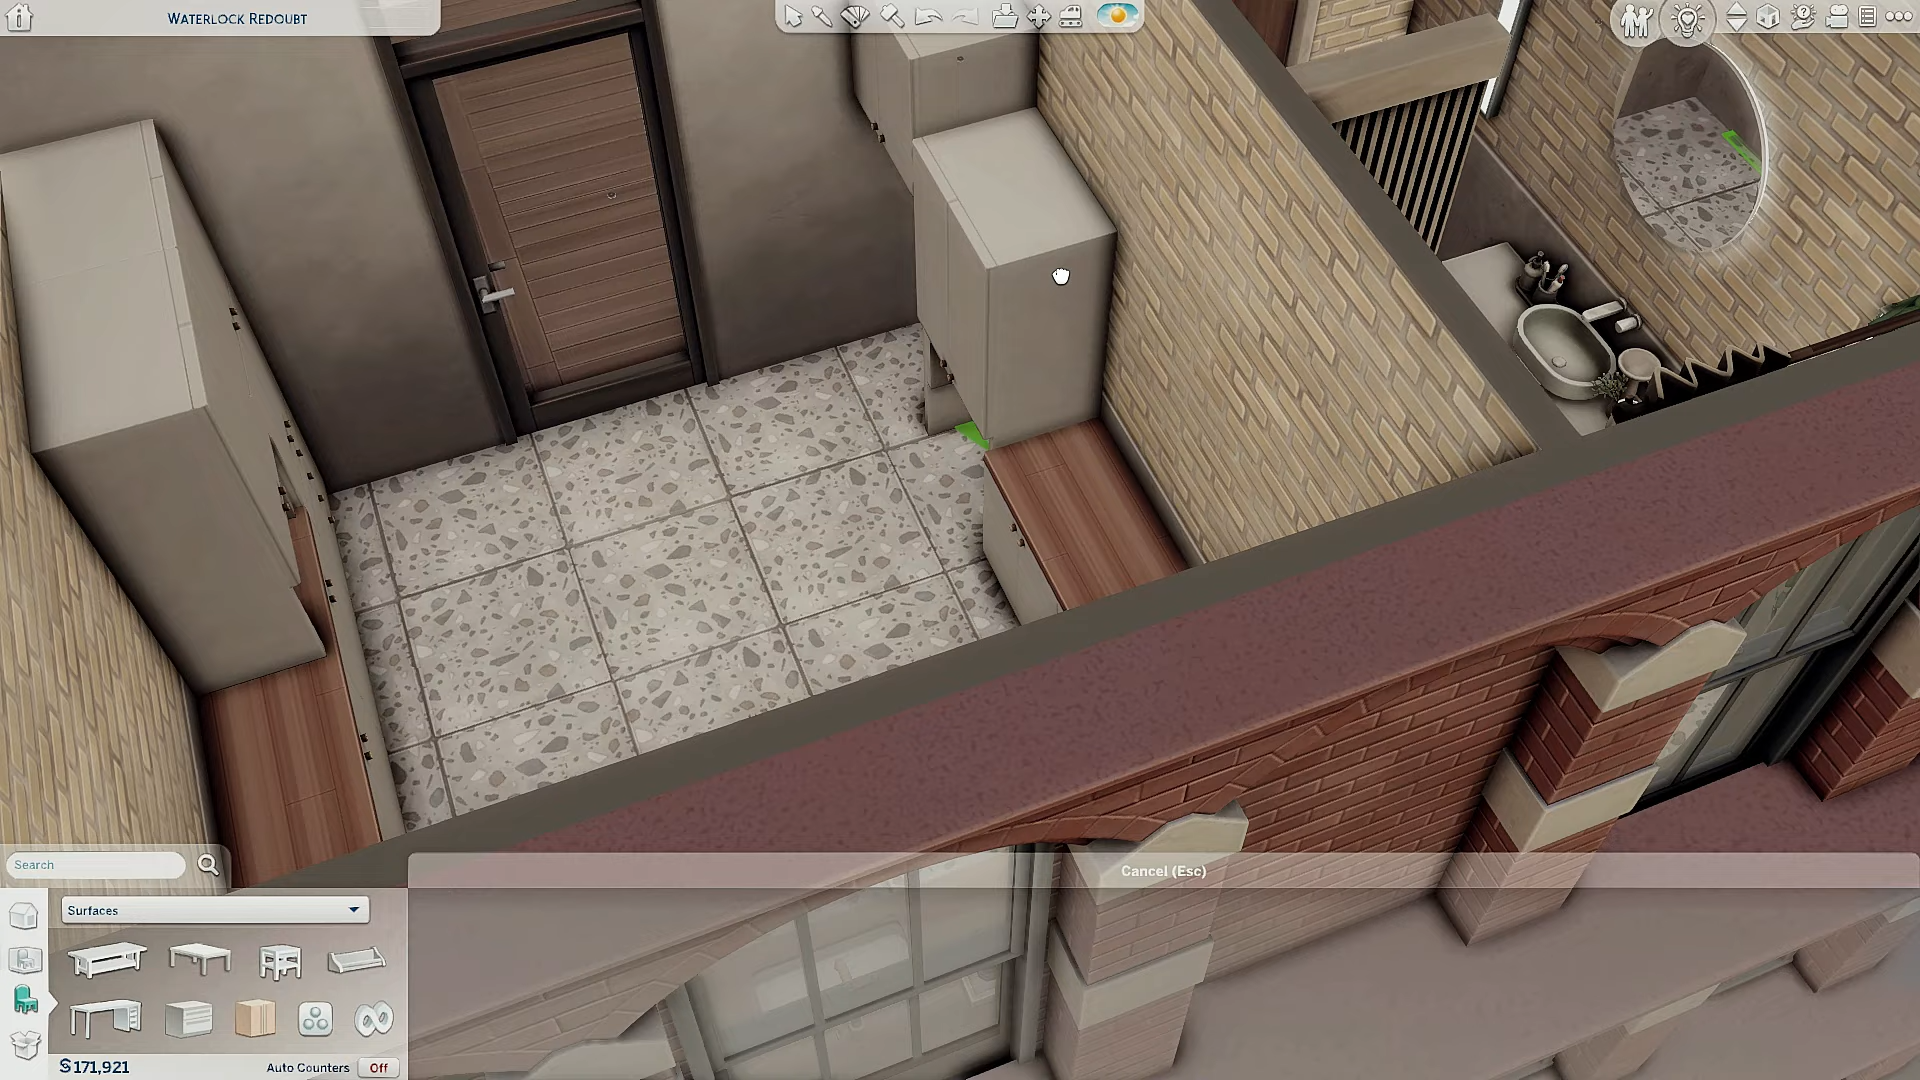 Waterlock Redoubt
Search
Cancel (Esc)
Surfaces
§171,921
Auto Counters Off